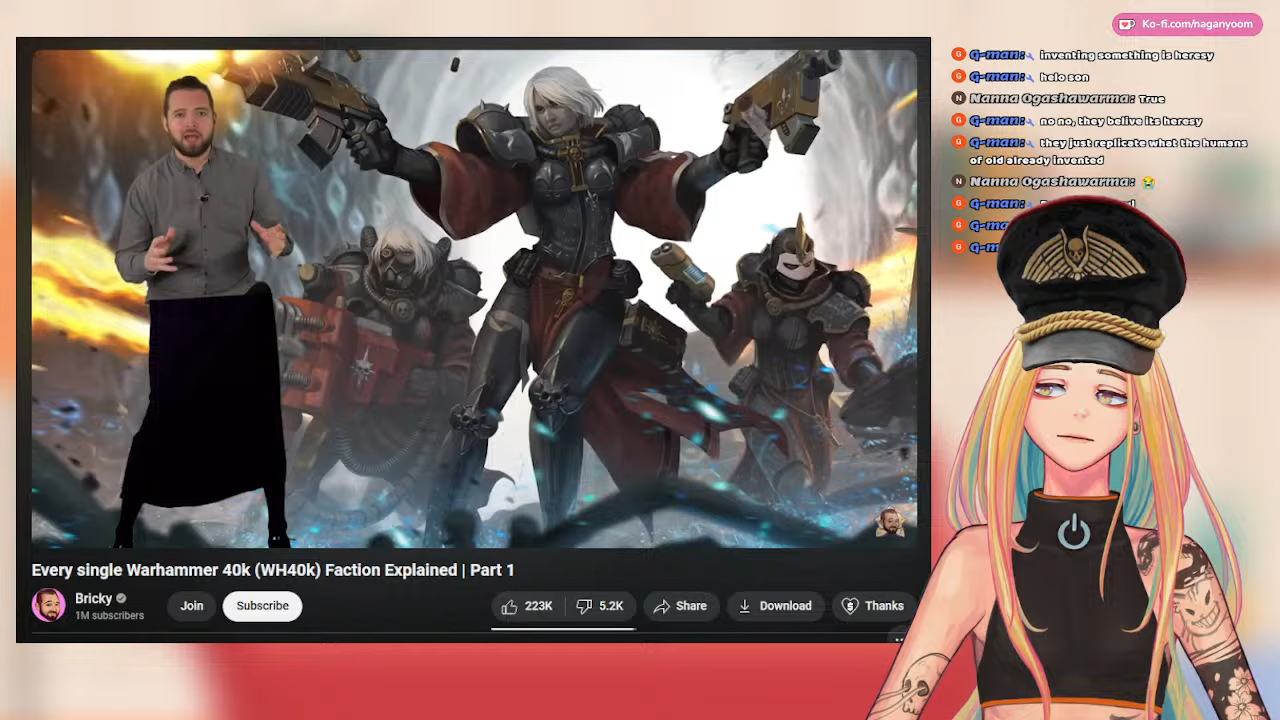 Ko-fi.com/naganyoom
G G-man: inventing something is heresy
G G-man: helo son
N Nanna Ogashawarma: True
G G-man: no no, they belive its heresy
G G-man: they just replicate what the humans
of old already invented
N Nanna Ogashawarma: 😭
G G-man:
G G-ma
G G-m
Every single Warhammer 40k (WH40k) Faction Explained | Part 1
Bricky
1M subscribers
Join
Subscribe
223K
5.2K
Share
Download
Thanks